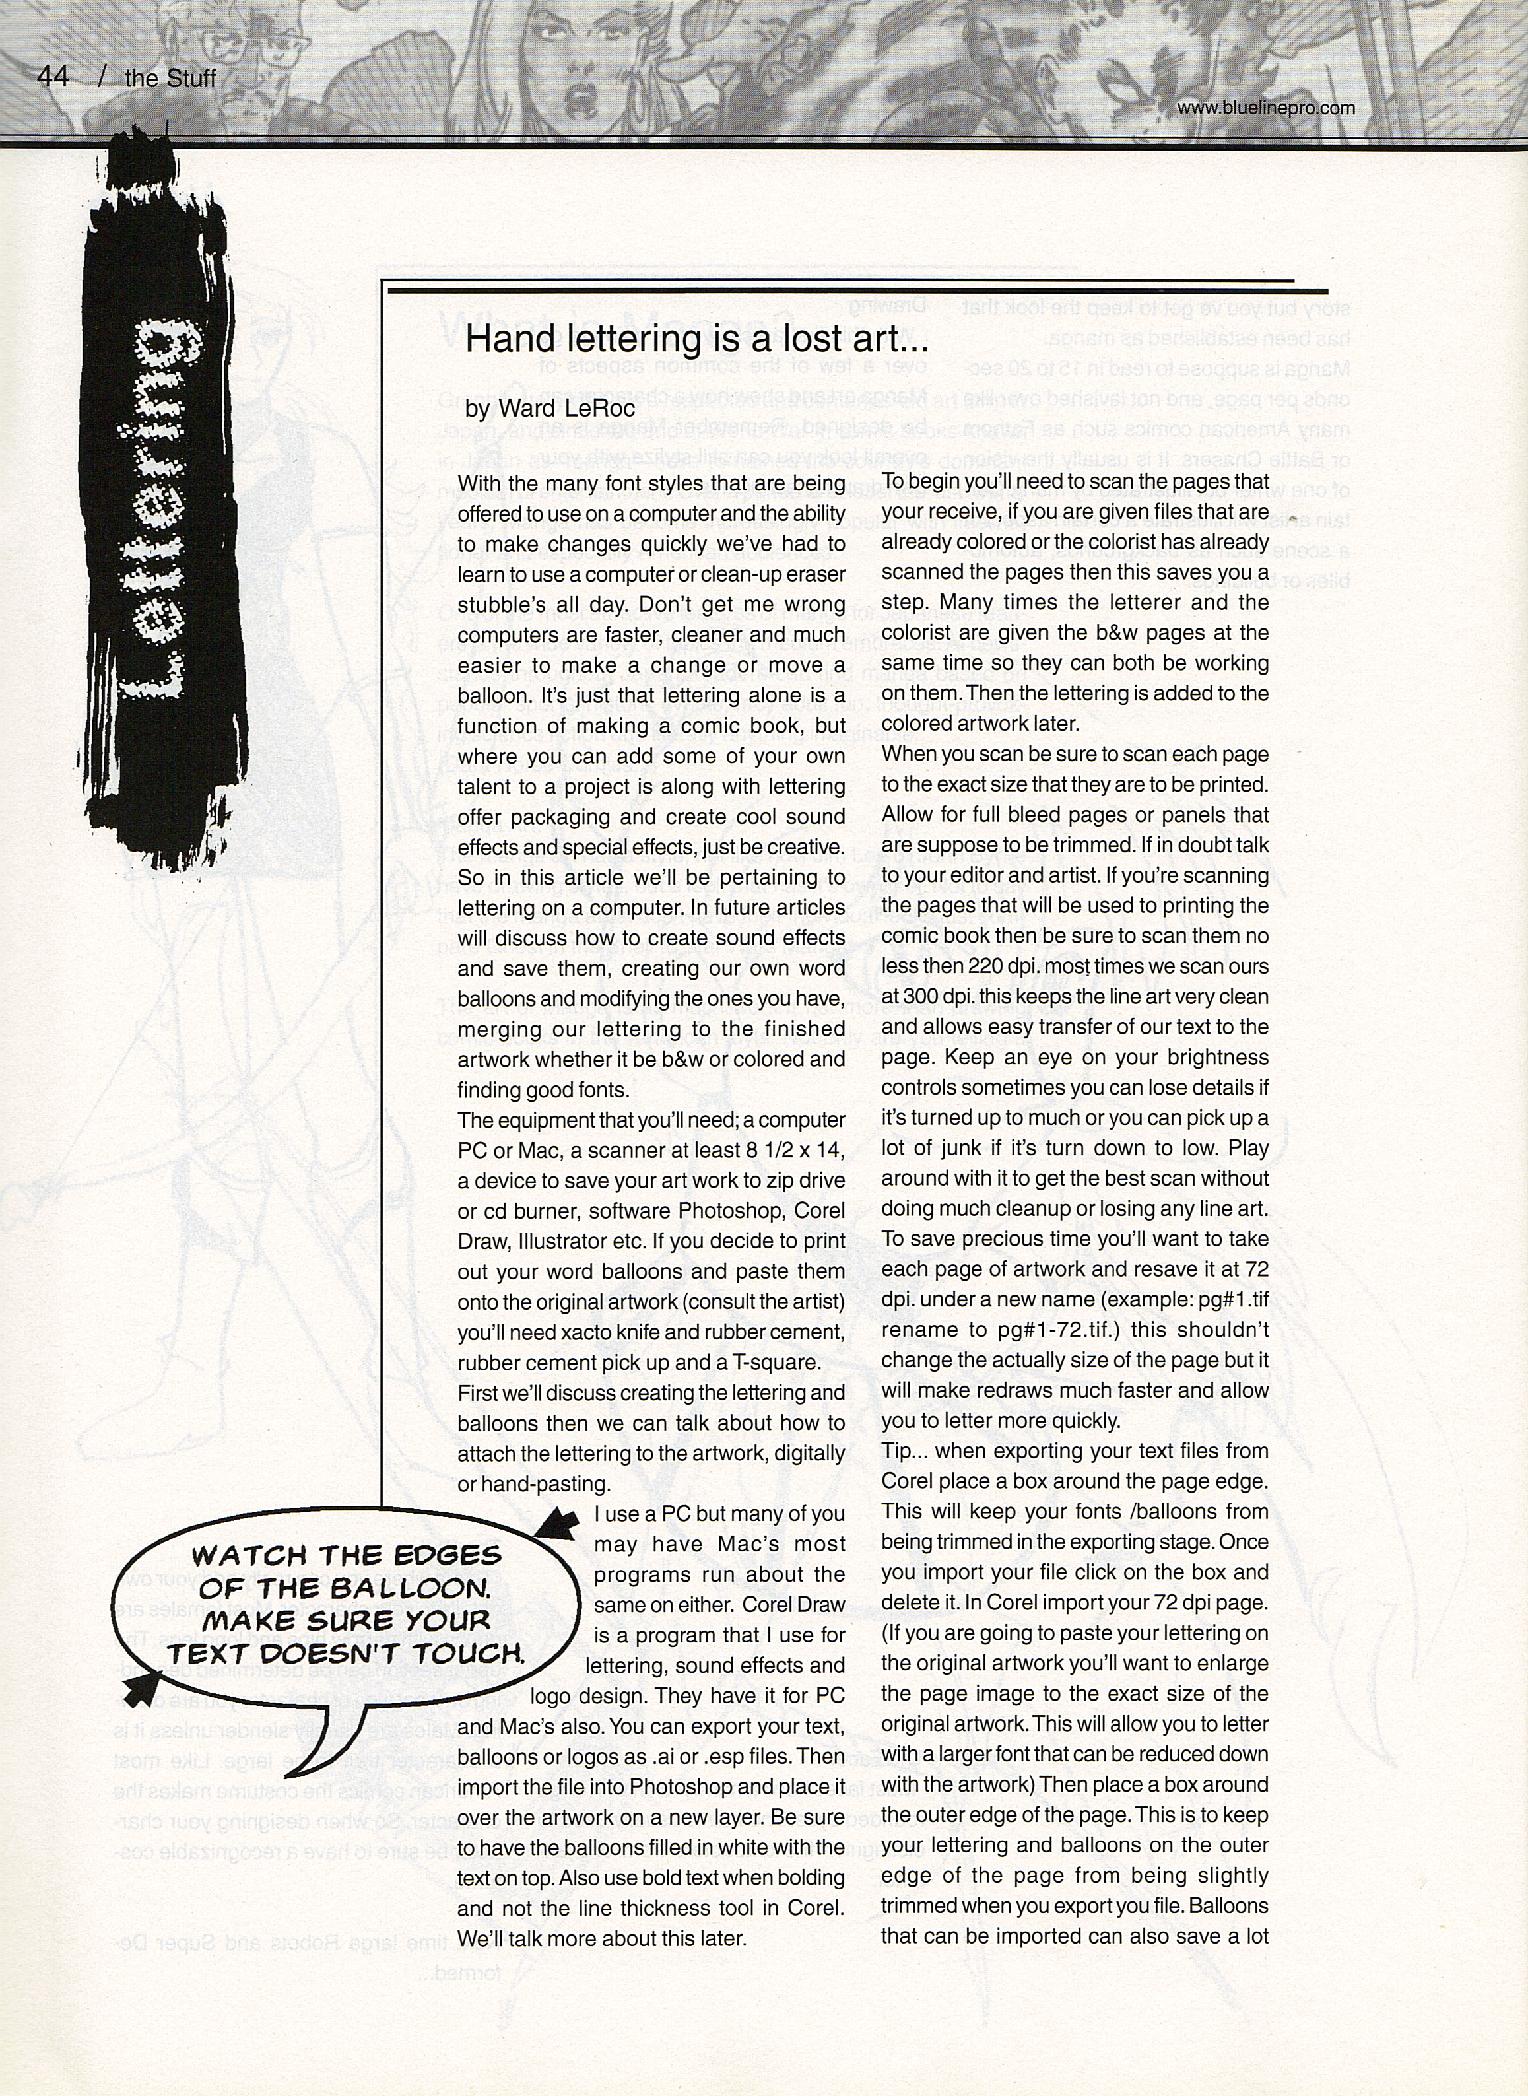 44 / the Stuff
www.bluelinepro.com
Lettering
Hand lettering is a lost art...
by Ward LeRoc
With the many font styles that are being
offered to use on a computer and the ability
to make changes quickly we've had to
learn to use a computer or clean-up eraser
stubble's all day. Don't get me wrong
computers are faster, cleaner and much
easier to make a change or move a
balloon. It's just that lettering alone is a
function of making a comic book, but
where you can add some of your own
talent to a project is along with lettering
offer packaging and create cool sound
effects and special effects, just be creative.
So in this article we'll be pertaining to
lettering on a computer. In future articles
will discuss how to create sound effects
and save them, creating our own word
balloons and modifying the ones you have,
merging our lettering to the finished
artwork whether it be b&w or colored and
finding good fonts.
The equipment that you'll need; a computer
PC or Mac, a scanner at least 8 1/2 x 14,
a device to save your art work to zip drive
or cd burner, software Photoshop, Corel
Draw, Illustrator etc. If you decide to print
out your word balloons and paste them
onto the original artwork (consult the artist)
you'll need xacto knife and rubber cement,
rubber cement pick up and a T-square.
First we'll discuss creating the lettering and
balloons then we can talk about how to
attach the lettering to the artwork, digitally
or hand-pasting.
I use a PC but many of you
may have Mac's most
programs run about the
same on either. Corel Draw
is a program that I use for
lettering, sound effects and
logo design. They have it for PC
and Mac's also. You can export your text,
balloons or logos as .ai or .esp files. Then
import the file into Photoshop and place it
over the artwork on a new layer. Be sure
to have the balloons filled in white with the
text on top. Also use bold text when bolding
and not the line thickness tool in Corel.
We'll talk more about this later.
WATCH THE EDGES
OF THE BALLOON.
MAKE SURE YOUR
TEXT DOESN'T TOUCH.
To begin you'll need to scan the pages that
your receive, if you are given files that are
already colored or the colorist has already
scanned the pages then this saves you a
step. Many times the letterer and the
colorist are given the b&w pages at the
same time so they can both be working
on them. Then the lettering is added to the
colored artwork later.
When you scan be sure to scan each page
to the exact size that they are to be printed.
Allow for full bleed pages or panels that
are suppose to be trimmed. If in doubt talk
to your editor and artist. If you're scanning
the pages that will be used to printing the
comic book then be sure to scan them no
less then 220 dpi. most times we scan ours
at 300 dpi. this keeps the line art very clean
and allows easy transfer of our text to the
page. Keep an eye on your brightness
controls sometimes you can lose details if
it's turned up to much or you can pick up a
lot of junk if it's turn down to low. Play
around with it to get the best scan without
doing much cleanup or losing any line art.
To save precious time you'll want to take
each page of artwork and resave it at 72
dpi. under a new name (example: pg#1.tif
rename to pg#1-72.tif.) this shouldn't
change the actually size of the page but it
will make redraws much faster and allow
you to letter more quickly.
Tip... when exporting your text files from
Corel place a box around the page edge.
This will keep your fonts /balloons from
being trimmed in the exporting stage. Once
you import your file click on the box and
delete it. In Corel import your 72 dpi page.
(If you are going to paste your lettering on
the original artwork you'll want to enlarge
the page image to the exact size of the
original artwork. This will allow you to letter
with a larger font that can be reduced down
with the artwork) Then place a box around
the outer edge of the page. This is to keep
your lettering and balloons on the outer
edge of the page from being slightly
trimmed when you export you file. Balloons
that can be imported can also save a lot